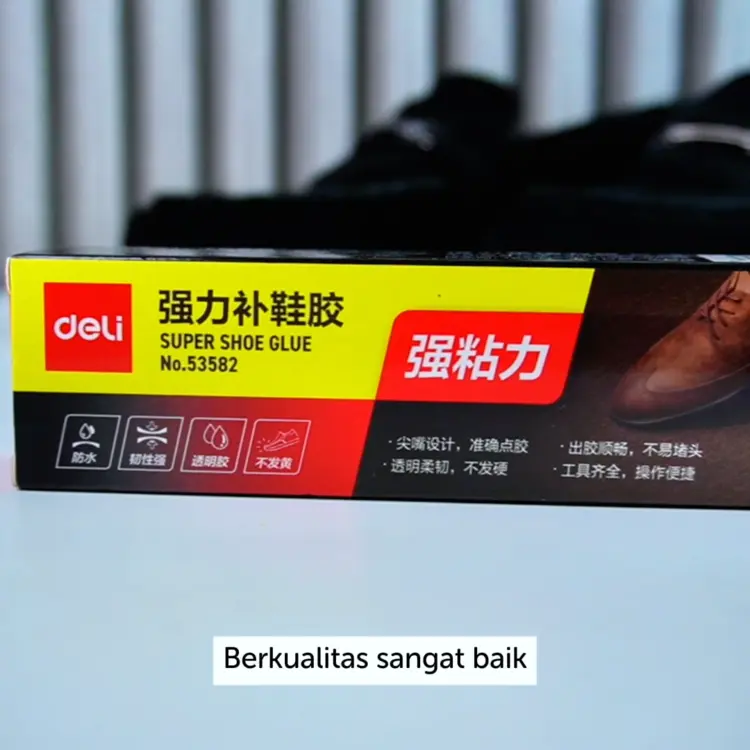 deli
强力补鞋胶
SUPER SHOE GLUE
No.53582
强粘力
防水
韧性强
透明胶
不发黄
· 尖嘴设计，准确点胶
· 透明柔韧，不发硬
· 出胶顺畅，不易堵头
· 工具齐全，操作便捷
Berkualitas sangat baik